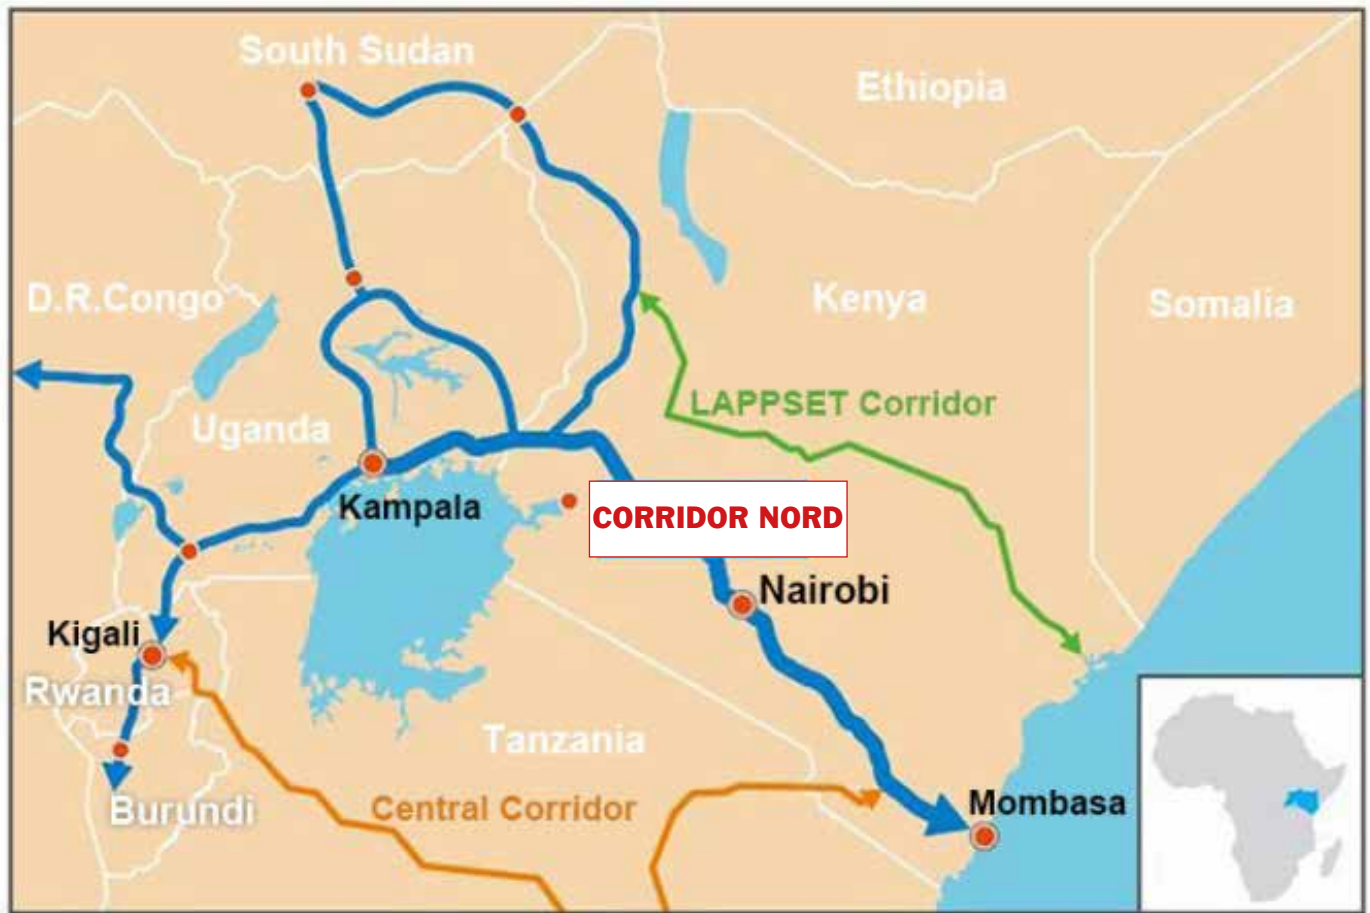 South Sudan
Ethiopia
D.R.Congo
Kenya
Somalia
LAPPSET Corridor
Uganda
Kampala
CORRIDOR NORD
Nairobi
Kigali
Rwanda
Tanzania
Central Corridor
Mombasa
Burundi